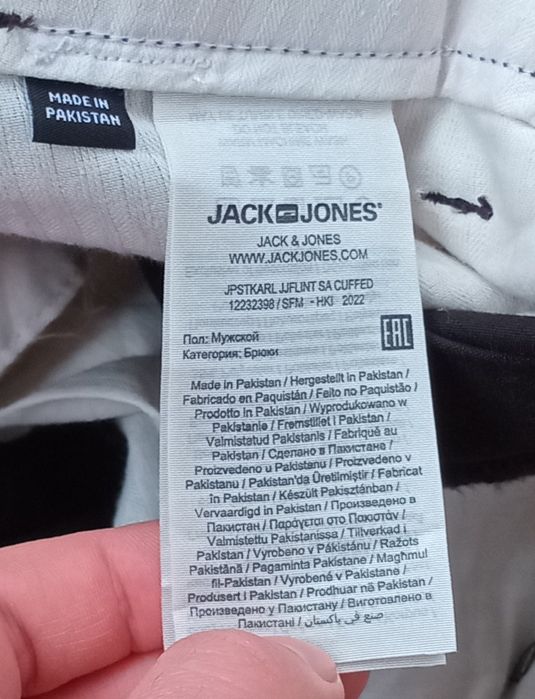 MADE IN
PAKISTAN
JACK JONES®
JACK & JONES
WWW.JACKJONES.COM
JPSTKARL JJFLINT SA CUFFED
12232398 / SFM - HKI 2022
Пол: Мужской
Категория: Брюки
EAC
Made in Pakistan / Hergestellt in Pakistan /
Fabricado en Paquistán / Feito no Paquistão /
Prodotto in Pakistan / Wyprodukowano w
Pakistanie / Fremstillet i Pakistan /
Valmistatud Pakistanis / Fabriqué au
Pakistan / Сделано в Пакистане /
Proizvedeno u Pakistanu / Proizvedeno v
Pakistanu / Pakistan'da Üretilmiştir / Fabricat
în Pakistan / Készült Pakisztánban /
Vervaardigd in Pakistan / Произведено в
Пакистан / Παράγεται στο Πακιστάν /
Valmistettu Pakistanissa / Tillverkad i
Pakistan / Vyrobeno v Pákistánu / Ražots
Pakistānā / Pagaminta Pakistane / Magħmul
fil-Pakistan / Vyrobené v Pakistane /
Produsert i Pakistan / Prodhuar në Pakistan /
Произведено у Пакистану / Виготовлено в
Пакистані / صنع في باكستان